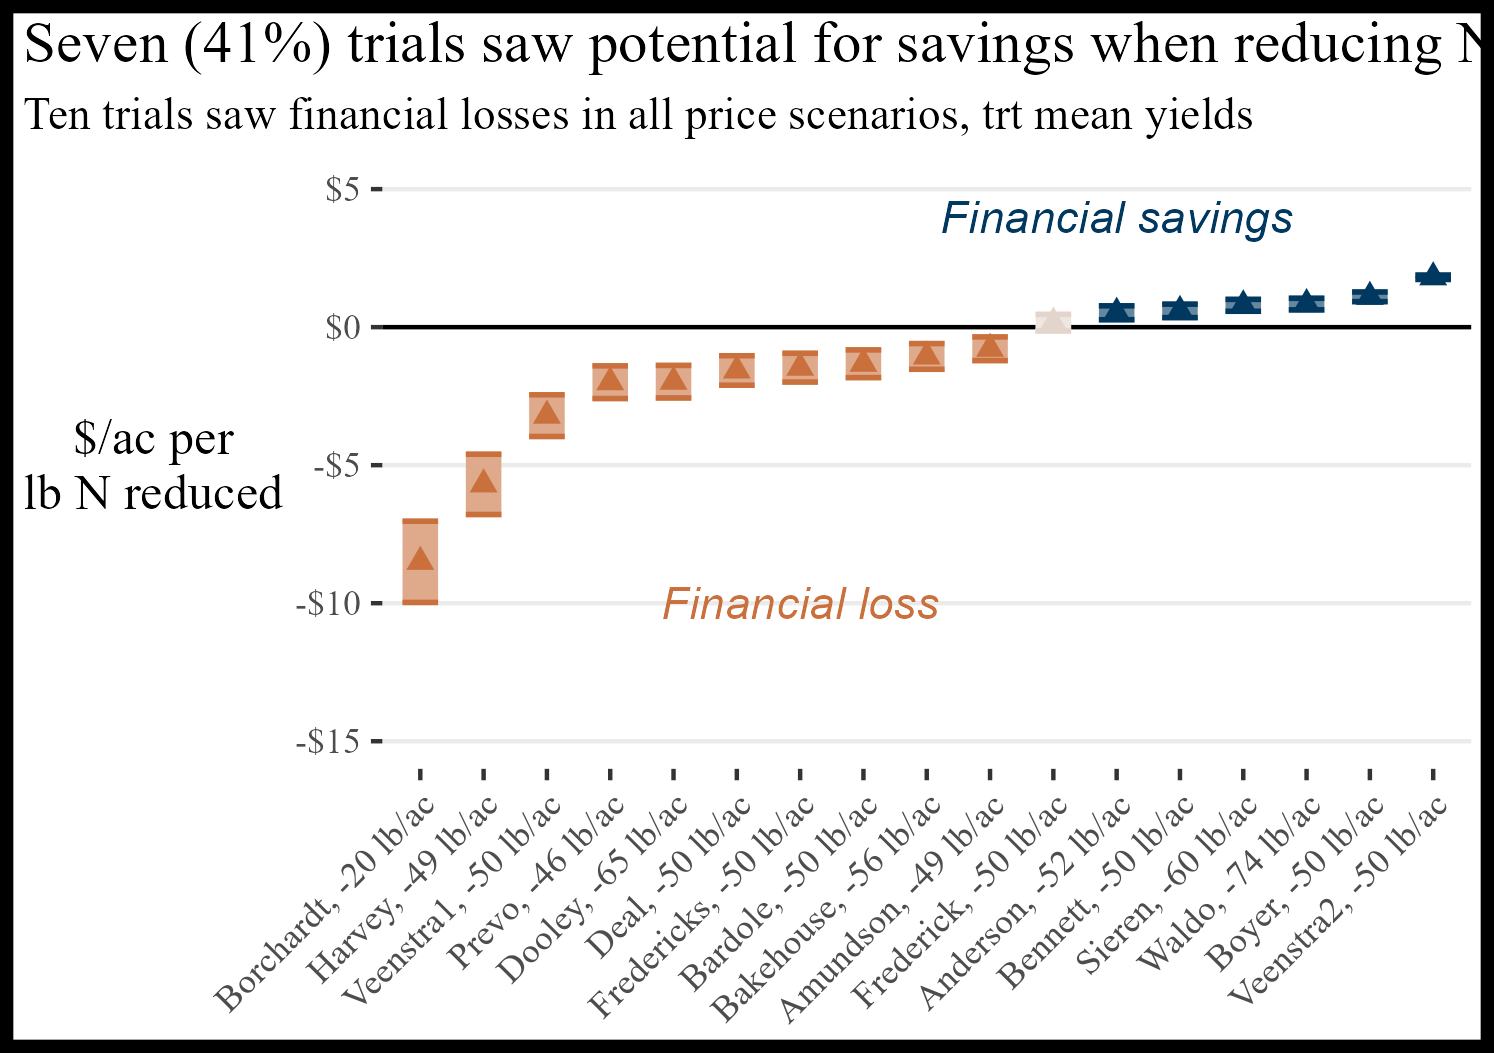 Seven (41%) trials saw potential for savings when reducing N
Ten trials saw financial losses in all price scenarios, trt mean yields
$5
Financial savings
$0
$/ac per
lb N reduced
-$5
Financial loss
-$10
-$15
Borchardt, -20 lb/ac
Harvey, -49 lb/ac
Veenstra1, -50 lb/ac
Prevo, -46 lb/ac
Dooley, -65 lb/ac
Deal, -50 lb/ac
Fredericks, -50 lb/ac
Bardole, -50 lb/ac
Bakehouse, -56 lb/ac
Amundson, -49 lb/ac
Frederick, -50 lb/ac
Anderson, -52 lb/ac
Bennett, -50 lb/ac
Sieren, -60 lb/ac
Waldo, -74 lb/ac
Boyer, -50 lb/ac
Veenstra2, -50 lb/ac